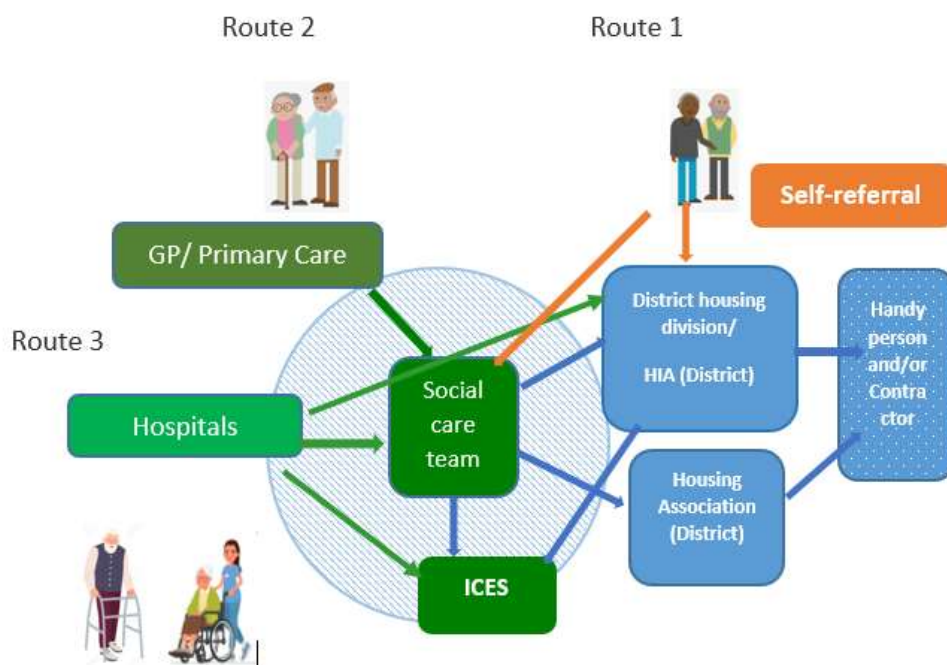 Route 2
Route 1
Self-referral
GP/ Primary Care
District housing
division/
HIA (District)
Handy
person
and/or
Contra
ctor
Route 3
Social
care
team
Hospitals
Housing
Association
(District)
ICES